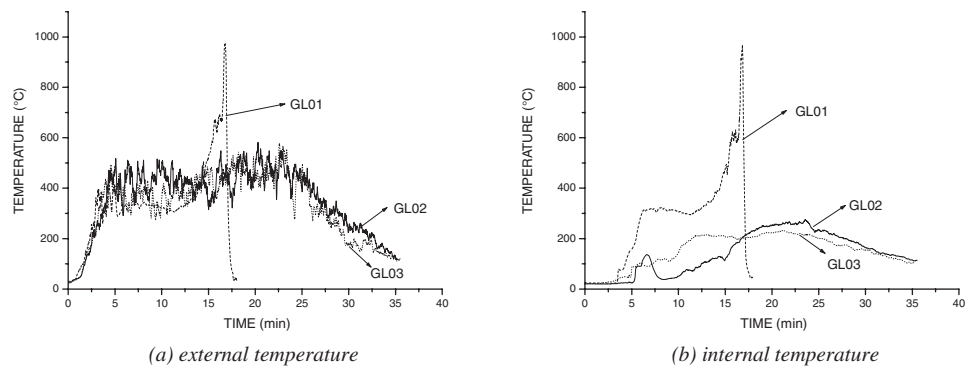 1000
800
600
400
200
0
TEMPERATURE (°C)
GL01
GL02
GL03
0 5 10 15 20 25 30 35 40
TIME (min)
(a) external temperature
1000
800
600
400
200
0
TEMPERATURE (°C)
GL01
GL02
GL03
0 5 10 15 20 25 30 35 40
TIME (min)
(b) internal temperature